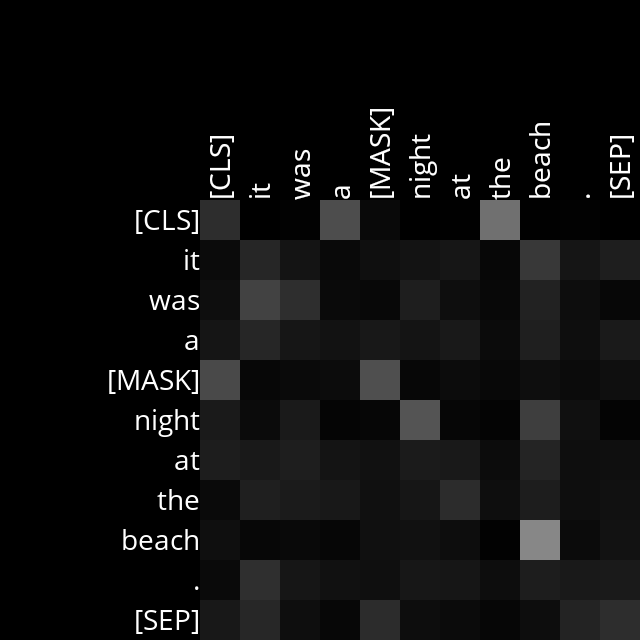 [CLS] it was a [MASK] night at the beach . [SEP]
[CLS]
it
was
a
[MASK]
night
at
the
beach
.
[SEP]